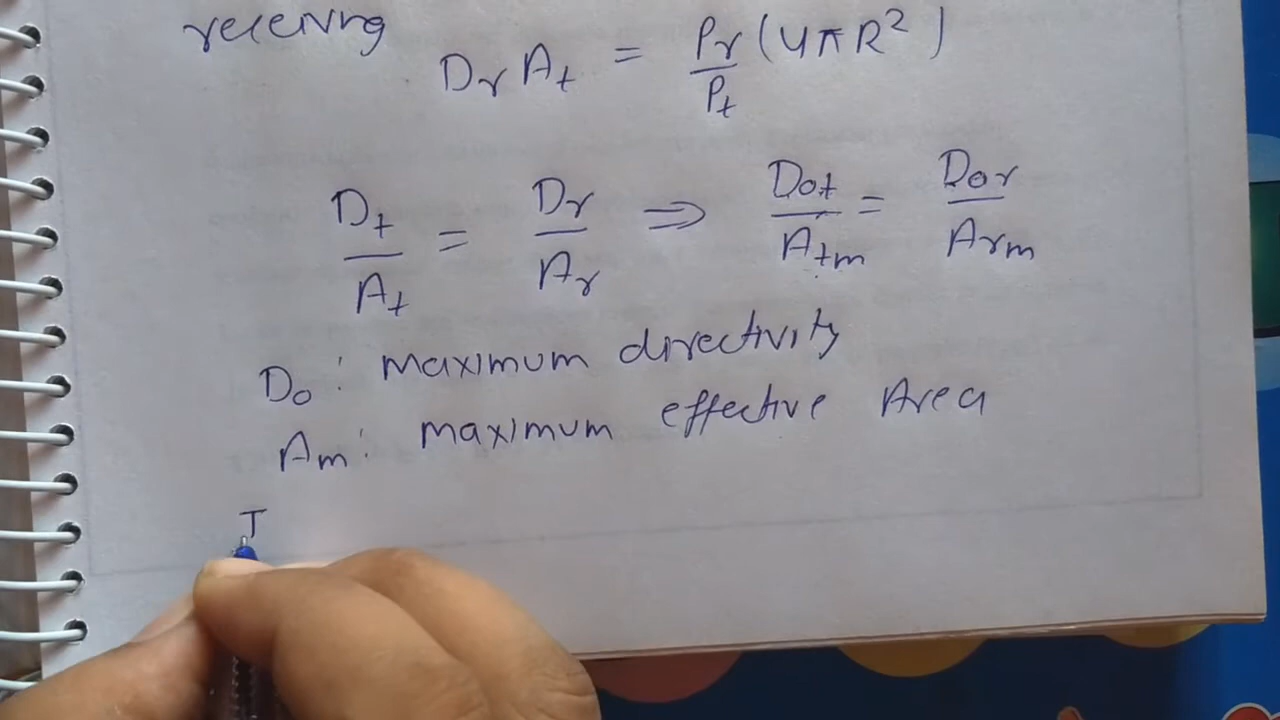 receiving
DrAt = Pr/Pt (4πR²)
Dt/At = Dr/Ar ⇒ Dot/Atm = Dor/Arm
Do: maximum directivity
Am: maximum effective Area
I